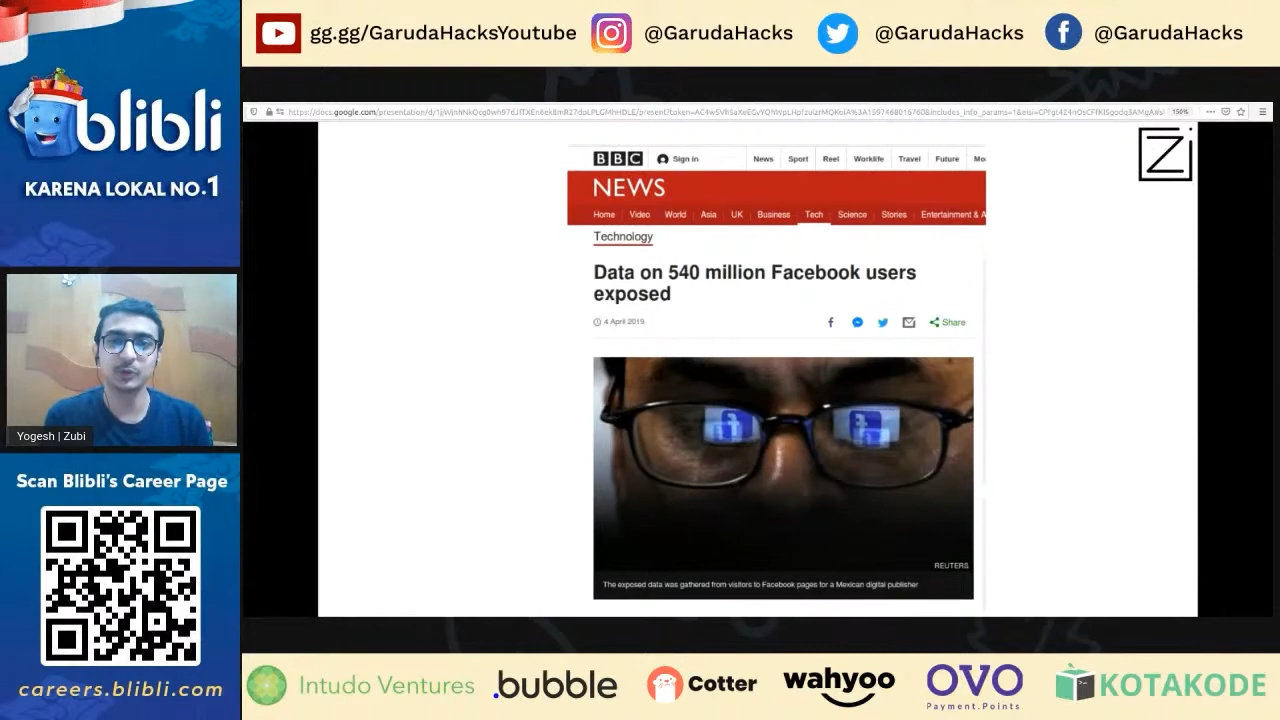 gg.gg/GarudaHacksYoutube
@GarudaHacks
@GarudaHacks
@GarudaHacks
blibli
KARENA LOKAL NO.1
Yogesh | Zubi
Scan Blibli's Career Page
careers.blibli.com
150%
Z
BBC
Sign in
News
Sport
Reel
Worklife
Travel
Future
Mo
NEWS
Home
Video
World
Asia
UK
Business
Tech
Science
Stories
Entertainment & A
Technology
Data on 540 million Facebook users
exposed
4 April 2019
Share
REUTERS
The exposed data was gathered from visitors to Facebook pages for a Mexican digital publisher
Intudo Ventures
.bubble
Cotter
wahyoo
OVO
Payment.Points.
KOTAKODE